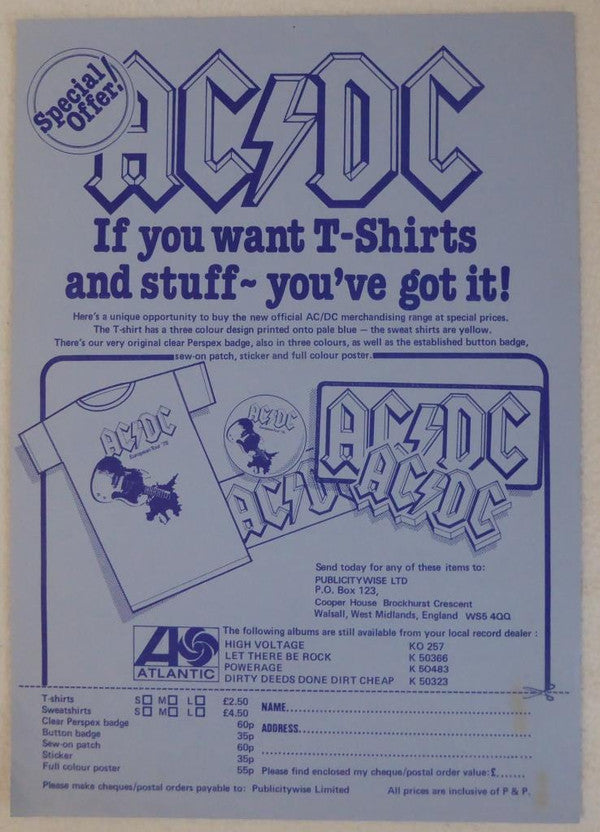 Special
Offer!
AC/DC
If you want T-Shirts
and stuff~ you've got it!
Here's a unique opportunity to buy the new official AC/DC merchandising range at special prices.
The T-shirt has a three colour design printed onto pale blue — the sweat shirts are yellow.
There's our very original clear Perspex badge, also in three colours, as well as the established button badge,
sew-on patch, sticker and full colour poster.
AC/DC
European Tour '78
AC/DC
AC/DC
AC/DC
AC/D
Send today for any of these items to:
PUBLICITYWISE LTD
P.O. Box 123,
Cooper House Brockhurst Crescent
Walsall, West Midlands, England WS5 4QQ
ATLANTIC
The following albums are still available from your local record dealer :
HIGH VOLTAGE KO 257
LET THERE BE ROCK K 50366
POWERAGE K 50483
DIRTY DEEDS DONE DIRT CHEAP K 50323
T-shirts S M L £2.50
Sweatshirts S M L £4.50 NAME
Clear Perspex badge 60p ADDRESS
Button badge 35p
Sew-on patch 60p
Sticker 35p
Full colour poster 55p Please find enclosed my cheque/postal order value: £
Please make cheques/postal orders payable to: Publicitywise Limited All prices are inclusive of P & P.